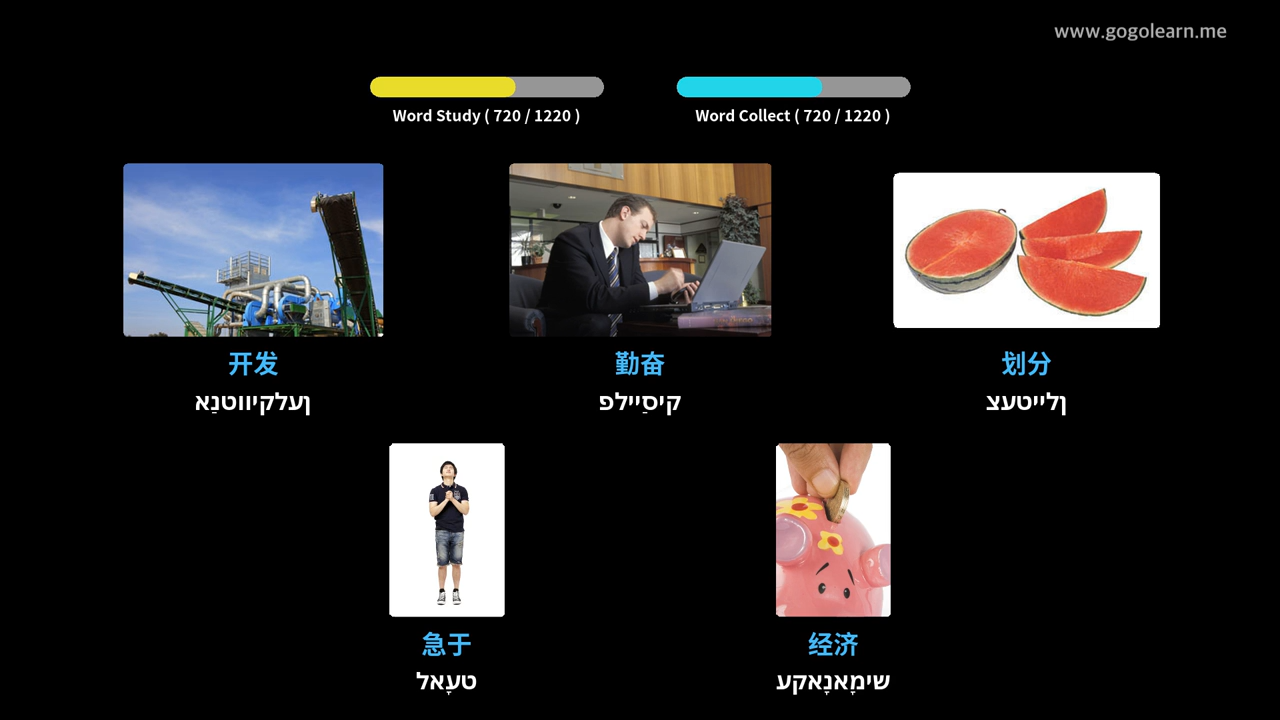 www.gogolearn.me
Word Study ( 720 / 1220 )
Word Collect ( 720 / 1220 )
开发
ןעלקיווטנַא
勤奋
קיסַיילפ
划分
ןלייטעצ
急于
טעָאל
经济
שימָאנָאקע